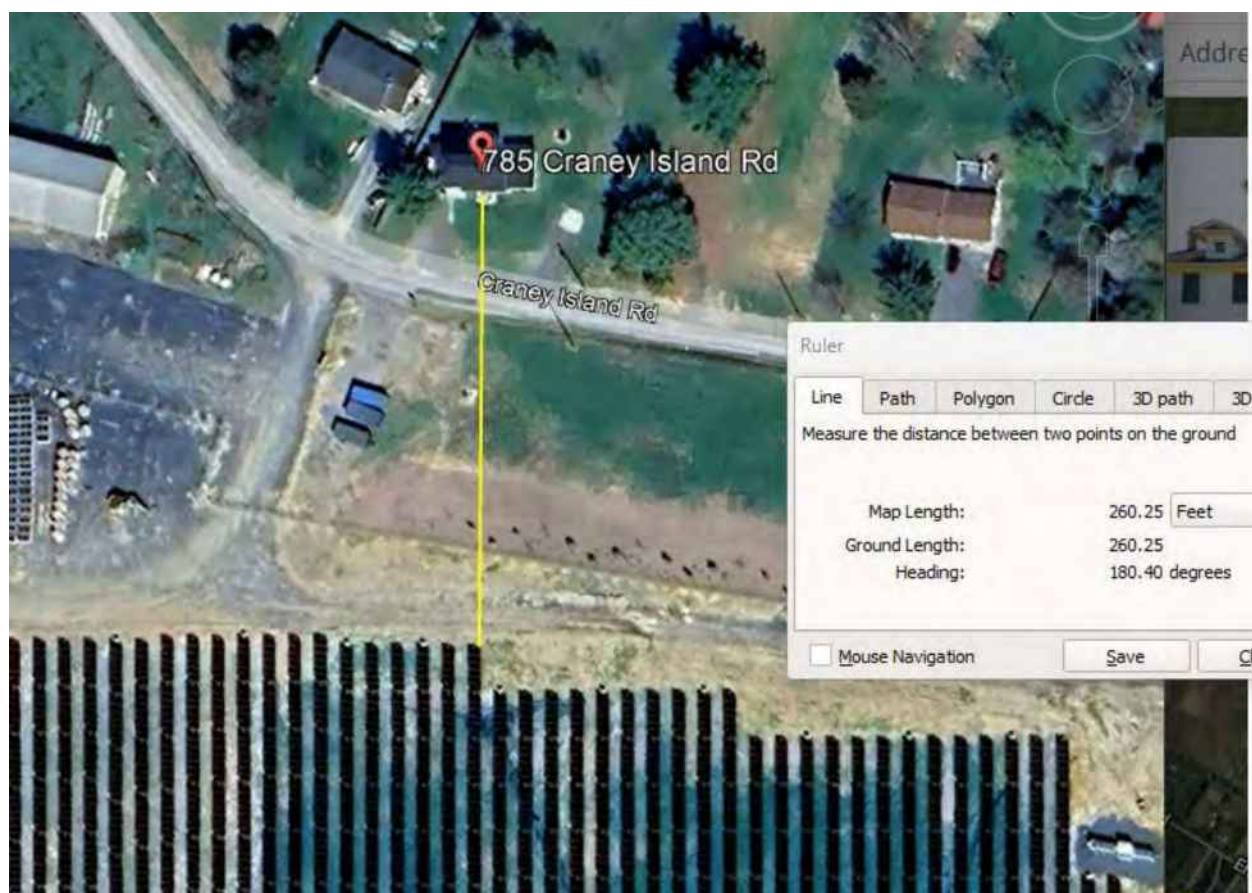 Addre
785 Craney Island Rd
Craney Island Rd
Ruler
Line Path Polygon Circle 3D path 3D
Measure the distance between two points on the ground
Map Length: 260.25 Feet
Ground Length: 260.25
Heading: 180.40 degrees
Mouse Navigation Save Cl